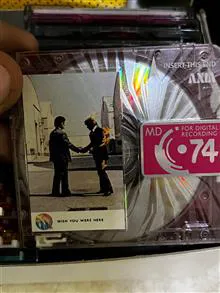 INSERT THIS END
AXIA
MD
FOR DIGITAL
RECORDING
74
WISH YOU WERE HERE